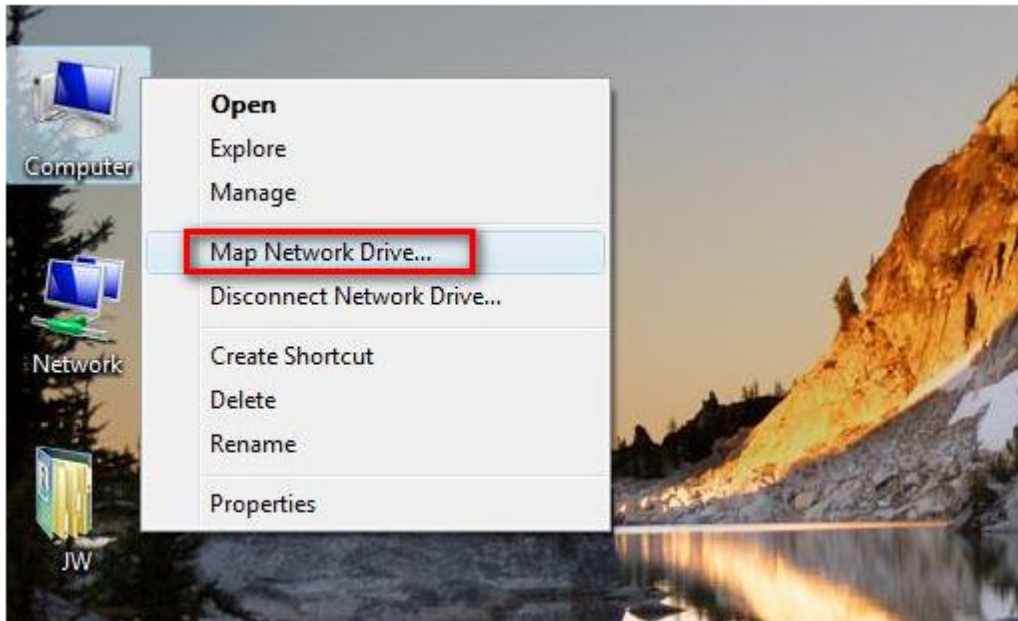 Computer
Open
Explore
Manage
Map Network Drive...
Disconnect Network Drive...
Network
Create Shortcut
Delete
Rename
Properties
JW